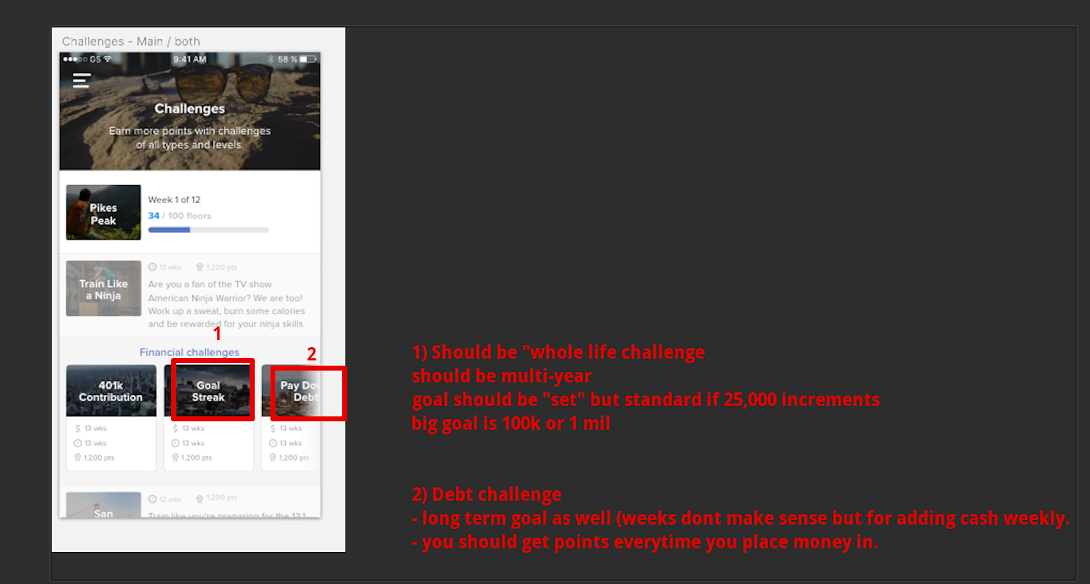 Challenges - Main / both
GS 9:41 AM 58 %
Challenges
Earn more points with challenges
of all types and levels.
Pikes
Peak
Week 1 of 12
34 / 100 floors
Train Like
a Ninja
13 wks 1,200 pts
Are you a fan of the TV show
American Ninja Warrior? We are too!
Work up a sweat, burn some calories
and be rewarded for your ninja skills.
1
Financial challenges
2
401k
Contribution
13 wks
13 wks
1,200 pts
Goal
Streak
13 wks
13 wks
1,200 pts
Pay Do
Debt
13 wks
13 wks
1,200 pts
San
12 wks 1,200 pts
Train like you're preparing for the 13.1
1) Should be "whole life challenge
should be multi-year
goal should be "set" but standard if 25,000 increments
big goal is 100k or 1 mil
2) Debt challenge
- long term goal as well (weeks dont make sense but for adding cash weekly.
- you should get points everytime you place money in.